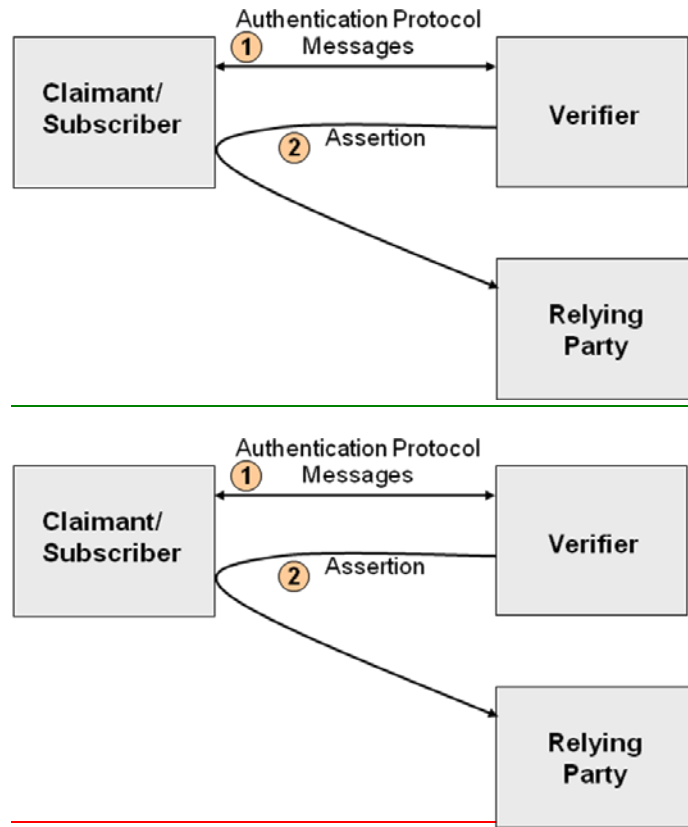 Authentication Protocol
1 Messages
Claimant/
Subscriber
Verifier
2 Assertion
Relying
Party
Authentication Protocol
1 Messages
Claimant/
Subscriber
Verifier
2 Assertion
Relying
Party